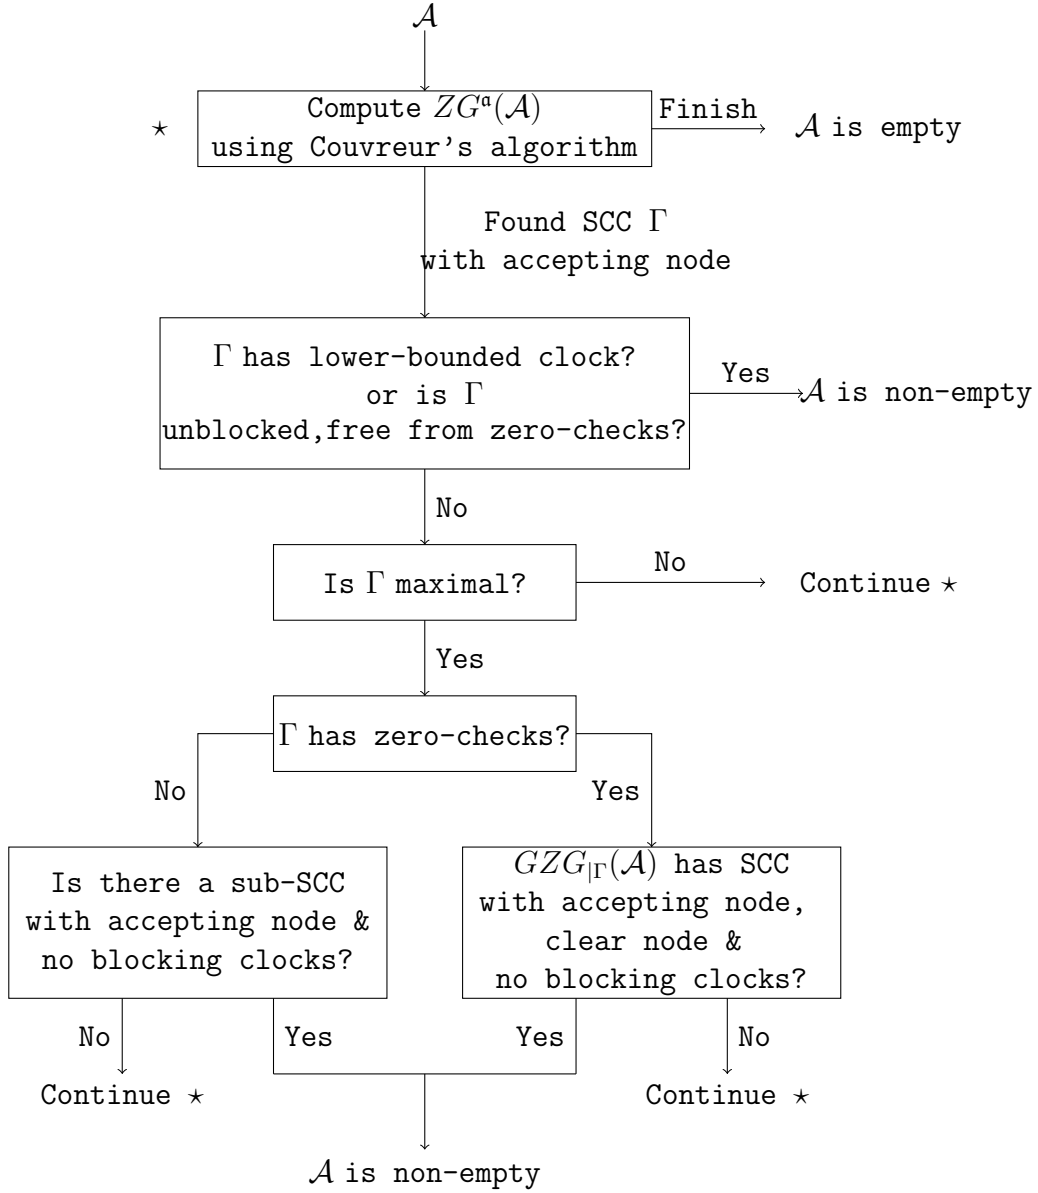 𝒜
Compute ZG^𝔞(𝒜)
⋆
using Couvreur's algorithm
Finish
𝒜 is empty
Found SCC Γ
with accepting node
Γ has lower-bounded clock?
or is Γ
unblocked,free from zero-checks?
Yes
𝒜 is non-empty
No
Is Γ maximal?
No
Continue ⋆
Yes
Γ has zero-checks?
No
Yes
Is there a sub-SCC
with accepting node &
no blocking clocks?
GZG_{|Γ}(𝒜) has SCC
with accepting node,
clear node &
no blocking clocks?
No
Yes
Yes
No
Continue ⋆
Continue ⋆
𝒜 is non-empty